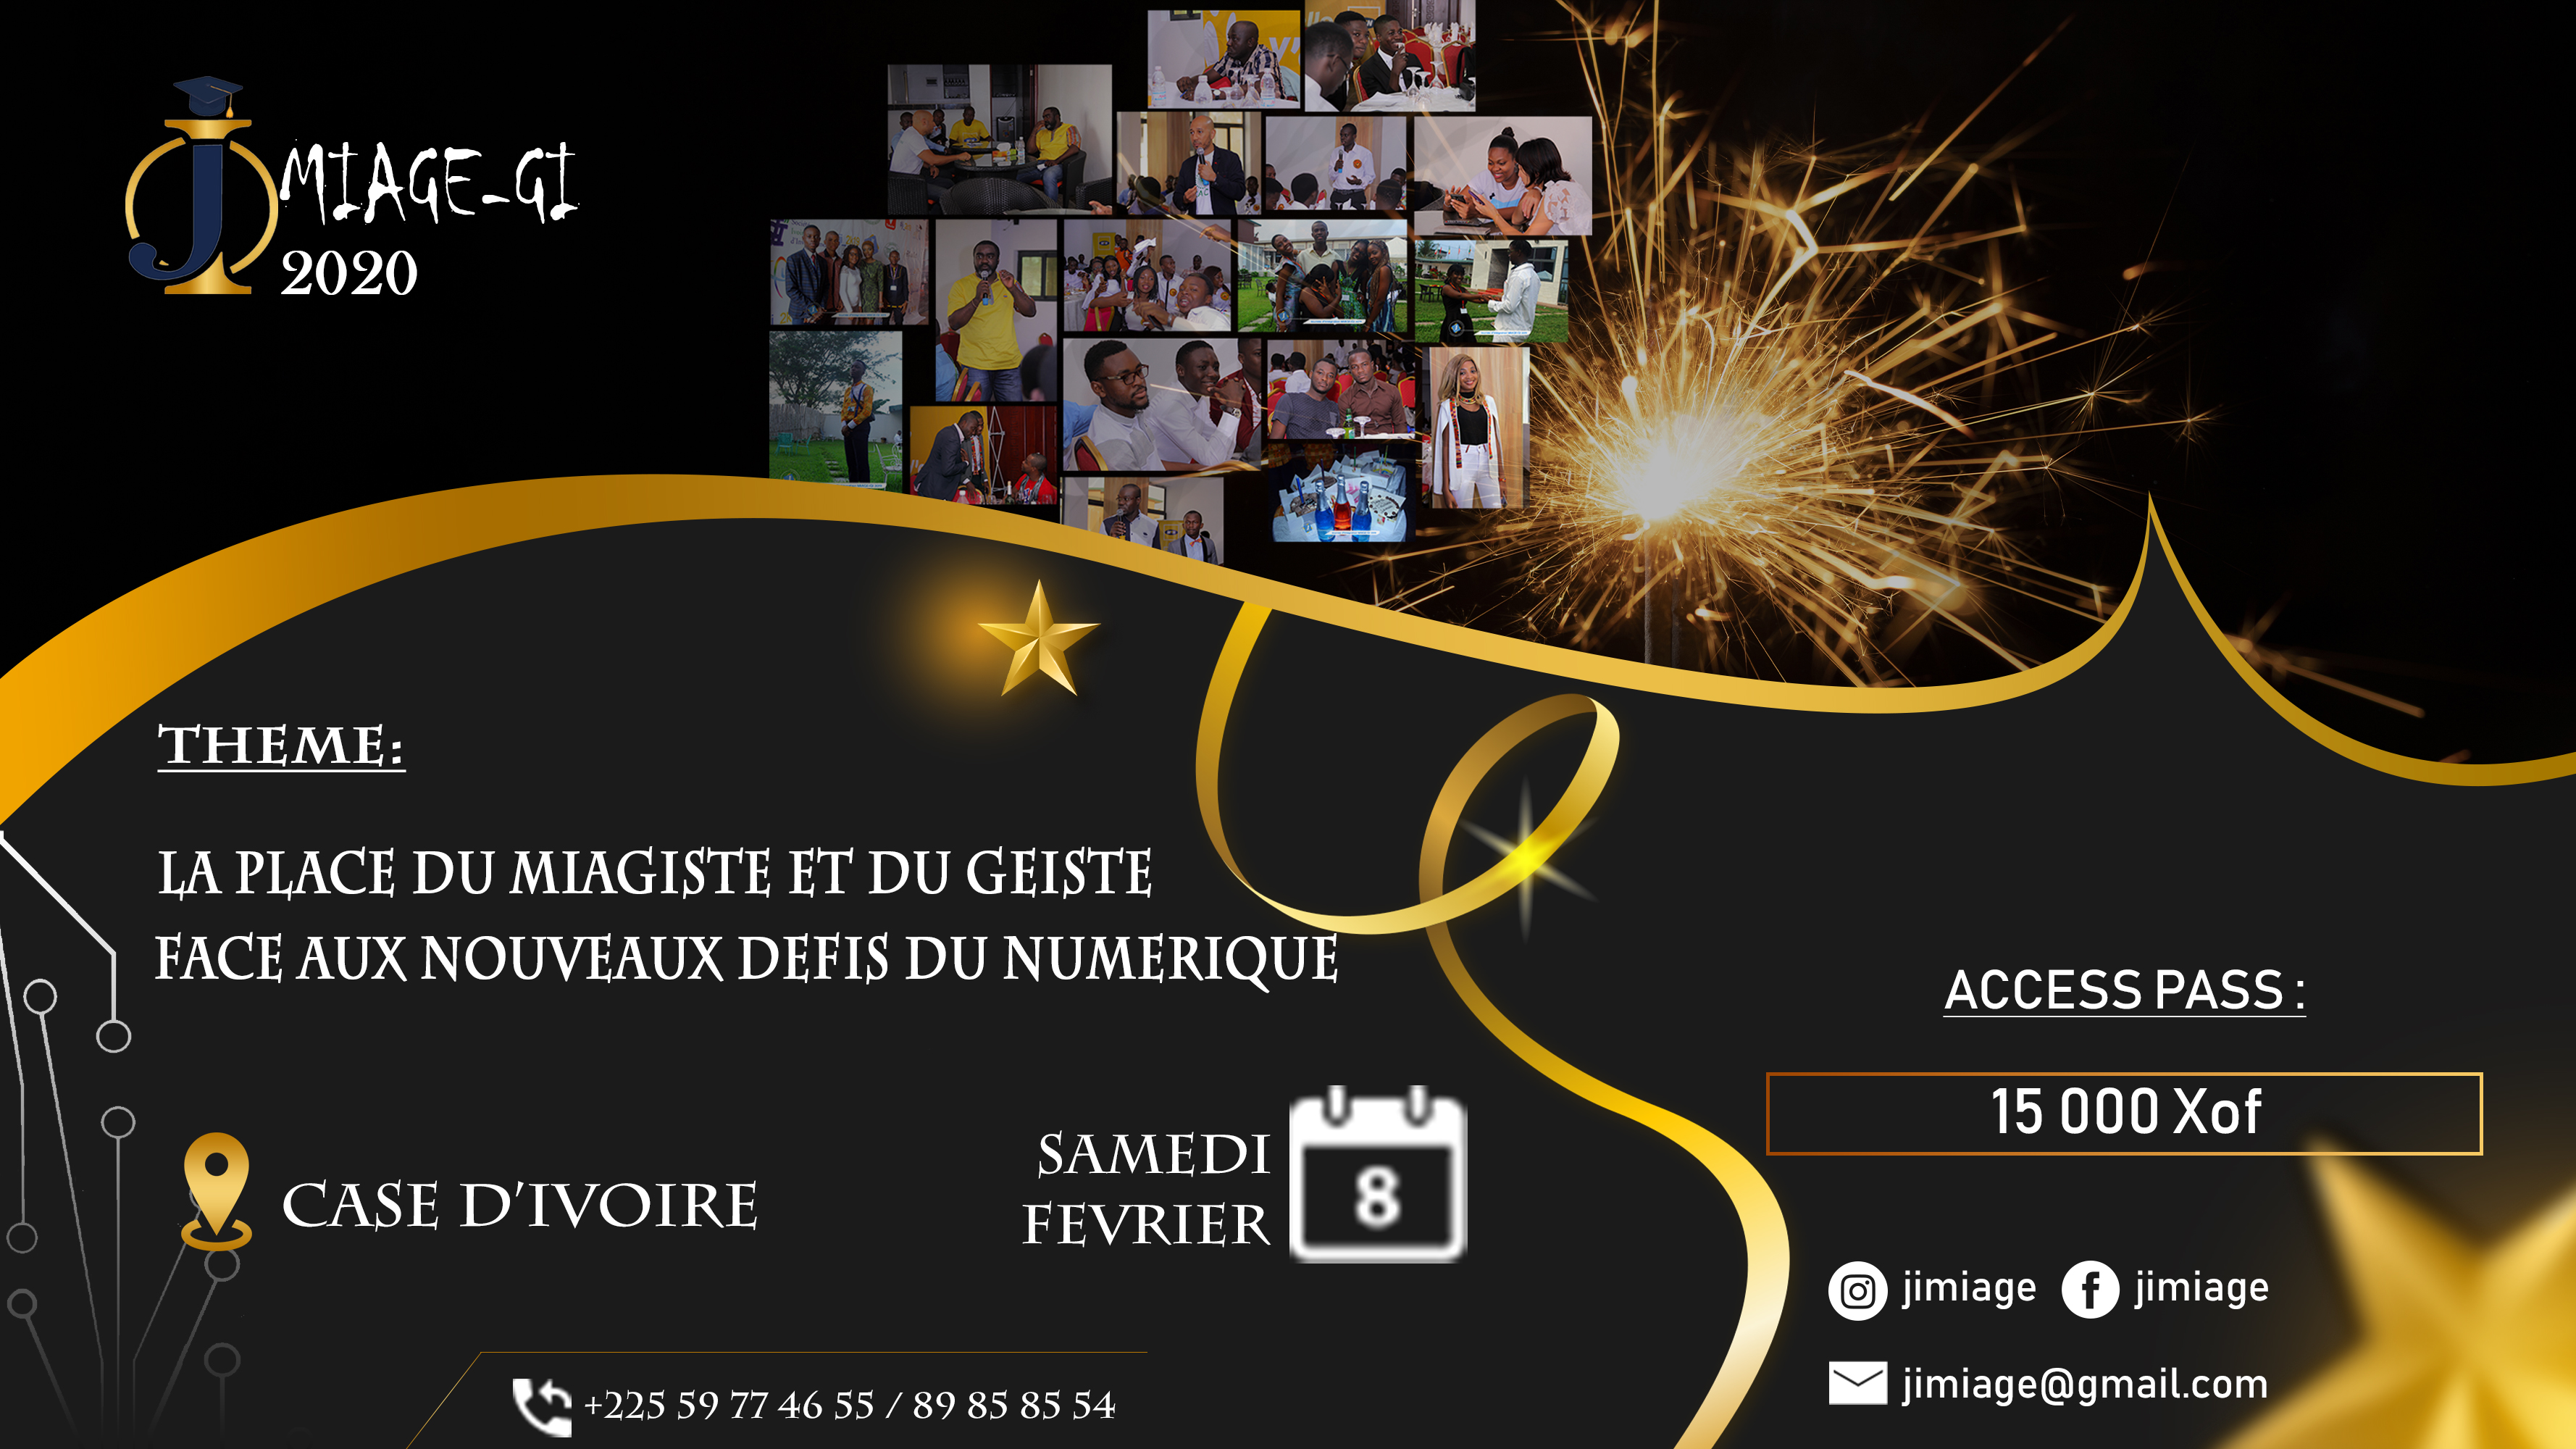 JI MIAGE-GI
2020
THEME:
LA PLACE DU MIAGISTE ET DU GEISTE
FACE AUX NOUVEAUX DEFIS DU NUMERIQUE
CASE D'IVOIRE
SAMEDI
FEVRIER
8
+225 59 77 46 55 / 89 85 85 54
ACCESS PASS :
15 000 Xof
jimiage jimiage
jimiage@gmail.com